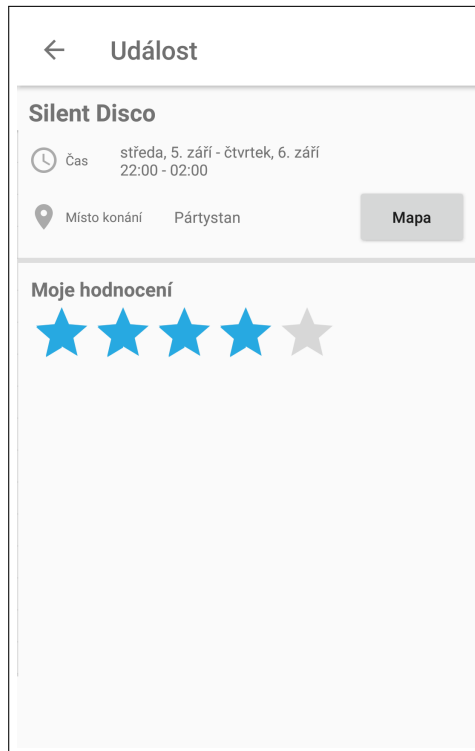 Událost
Silent Disco
Čas
středa, 5. září - čtvrtek, 6. září
22:00 - 02:00
Místo konání Pártystan Mapa
Moje hodnocení